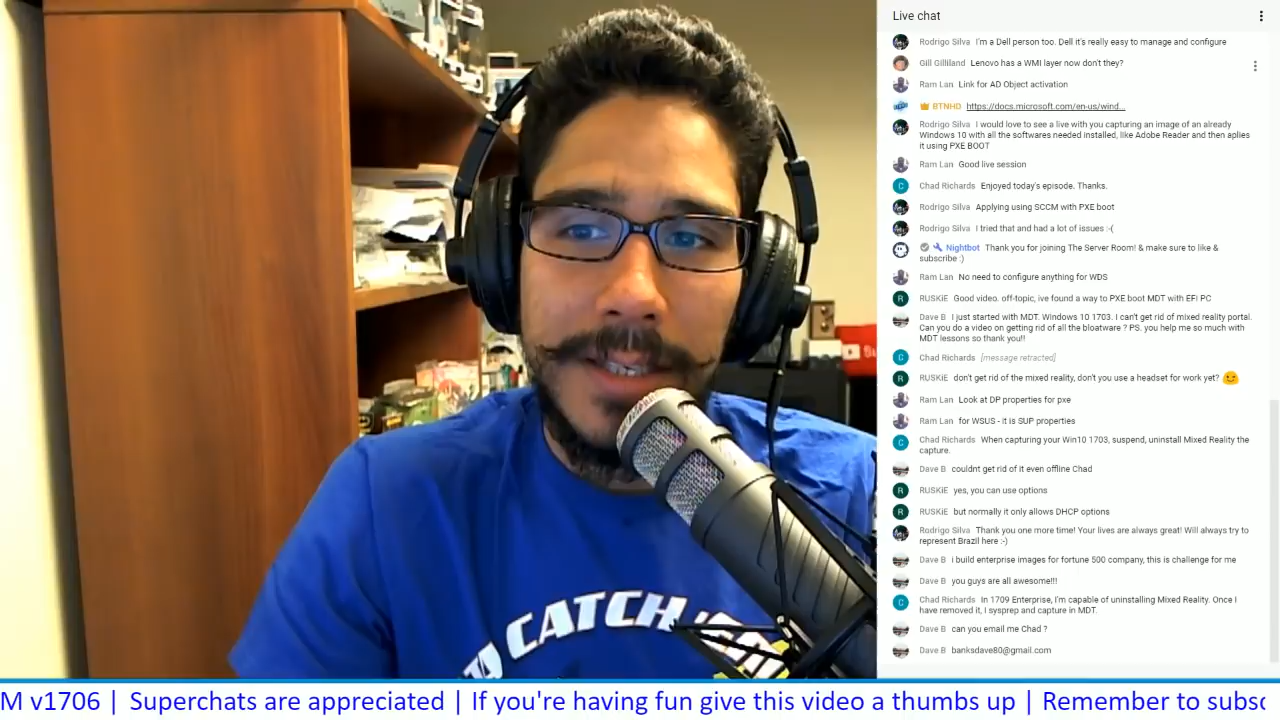 Live chat
Rodrigo Silva I'm a Dell person too. Dell it's really easy to manage and configure
Gill Gilliland Lenovo has a WMI layer now don't they?
Ram Lan Link for AD Object activation
BTNHD https://docs.microsoft.com/en-us/wind...
Rodrigo Silva I would love to see a live with you capturing an image of an already
Windows 10 with all the softwares needed installed, like Adobe Reader and then aplies
it using PXE BOOT
Ram Lan Good live session
C Chad Richards Enjoyed today's episode. Thanks.
Rodrigo Silva Applying using SCCM with PXE boot
Rodrigo Silva I tried that and had a lot of issues :-(
Nightbot Thank you for joining The Server Room! & make sure to like &
subscribe :)
Ram Lan No need to configure anything for WDS
R RUSKiE Good video. off-topic, ive found a way to PXE boot MDT with EFI PC
Dave B I just started with MDT. Windows 10 1703. I can't get rid of mixed reality portal.
Can you do a video on getting rid of all the bloatware ? PS. you help me so much with
MDT lessons so thank you!!
C Chad Richards [message retracted]
R RUSKiE don't get rid of the mixed reality, don't you use a headset for work yet?
Ram Lan Look at DP properties for pxe
Ram Lan for WSUS - it is SUP properties
C Chad Richards When capturing your Win10 1703, suspend, uninstall Mixed Reality the
capture.
Dave B couldnt get rid of it even offline Chad
R RUSKiE yes, you can use options
R RUSKiE but normally it only allows DHCP options
Rodrigo Silva Thank you one more time! Your lives are always great! Will always try to
represent Brazil here :-)
Dave B i build enterprise images for fortune 500 company, this is challenge for me
Dave B you guys are all awesome!!!
C Chad Richards In 1709 Enterprise, I'm capable of uninstalling Mixed Reality. Once I
have removed it, I sysprep and capture in MDT.
Dave B can you email me Chad ?
Dave B banksdave80@gmail.com
CATCH 'EM
M v1706 | Superchats are appreciated | If you're having fun give this video a thumbs up | Remember to subsc